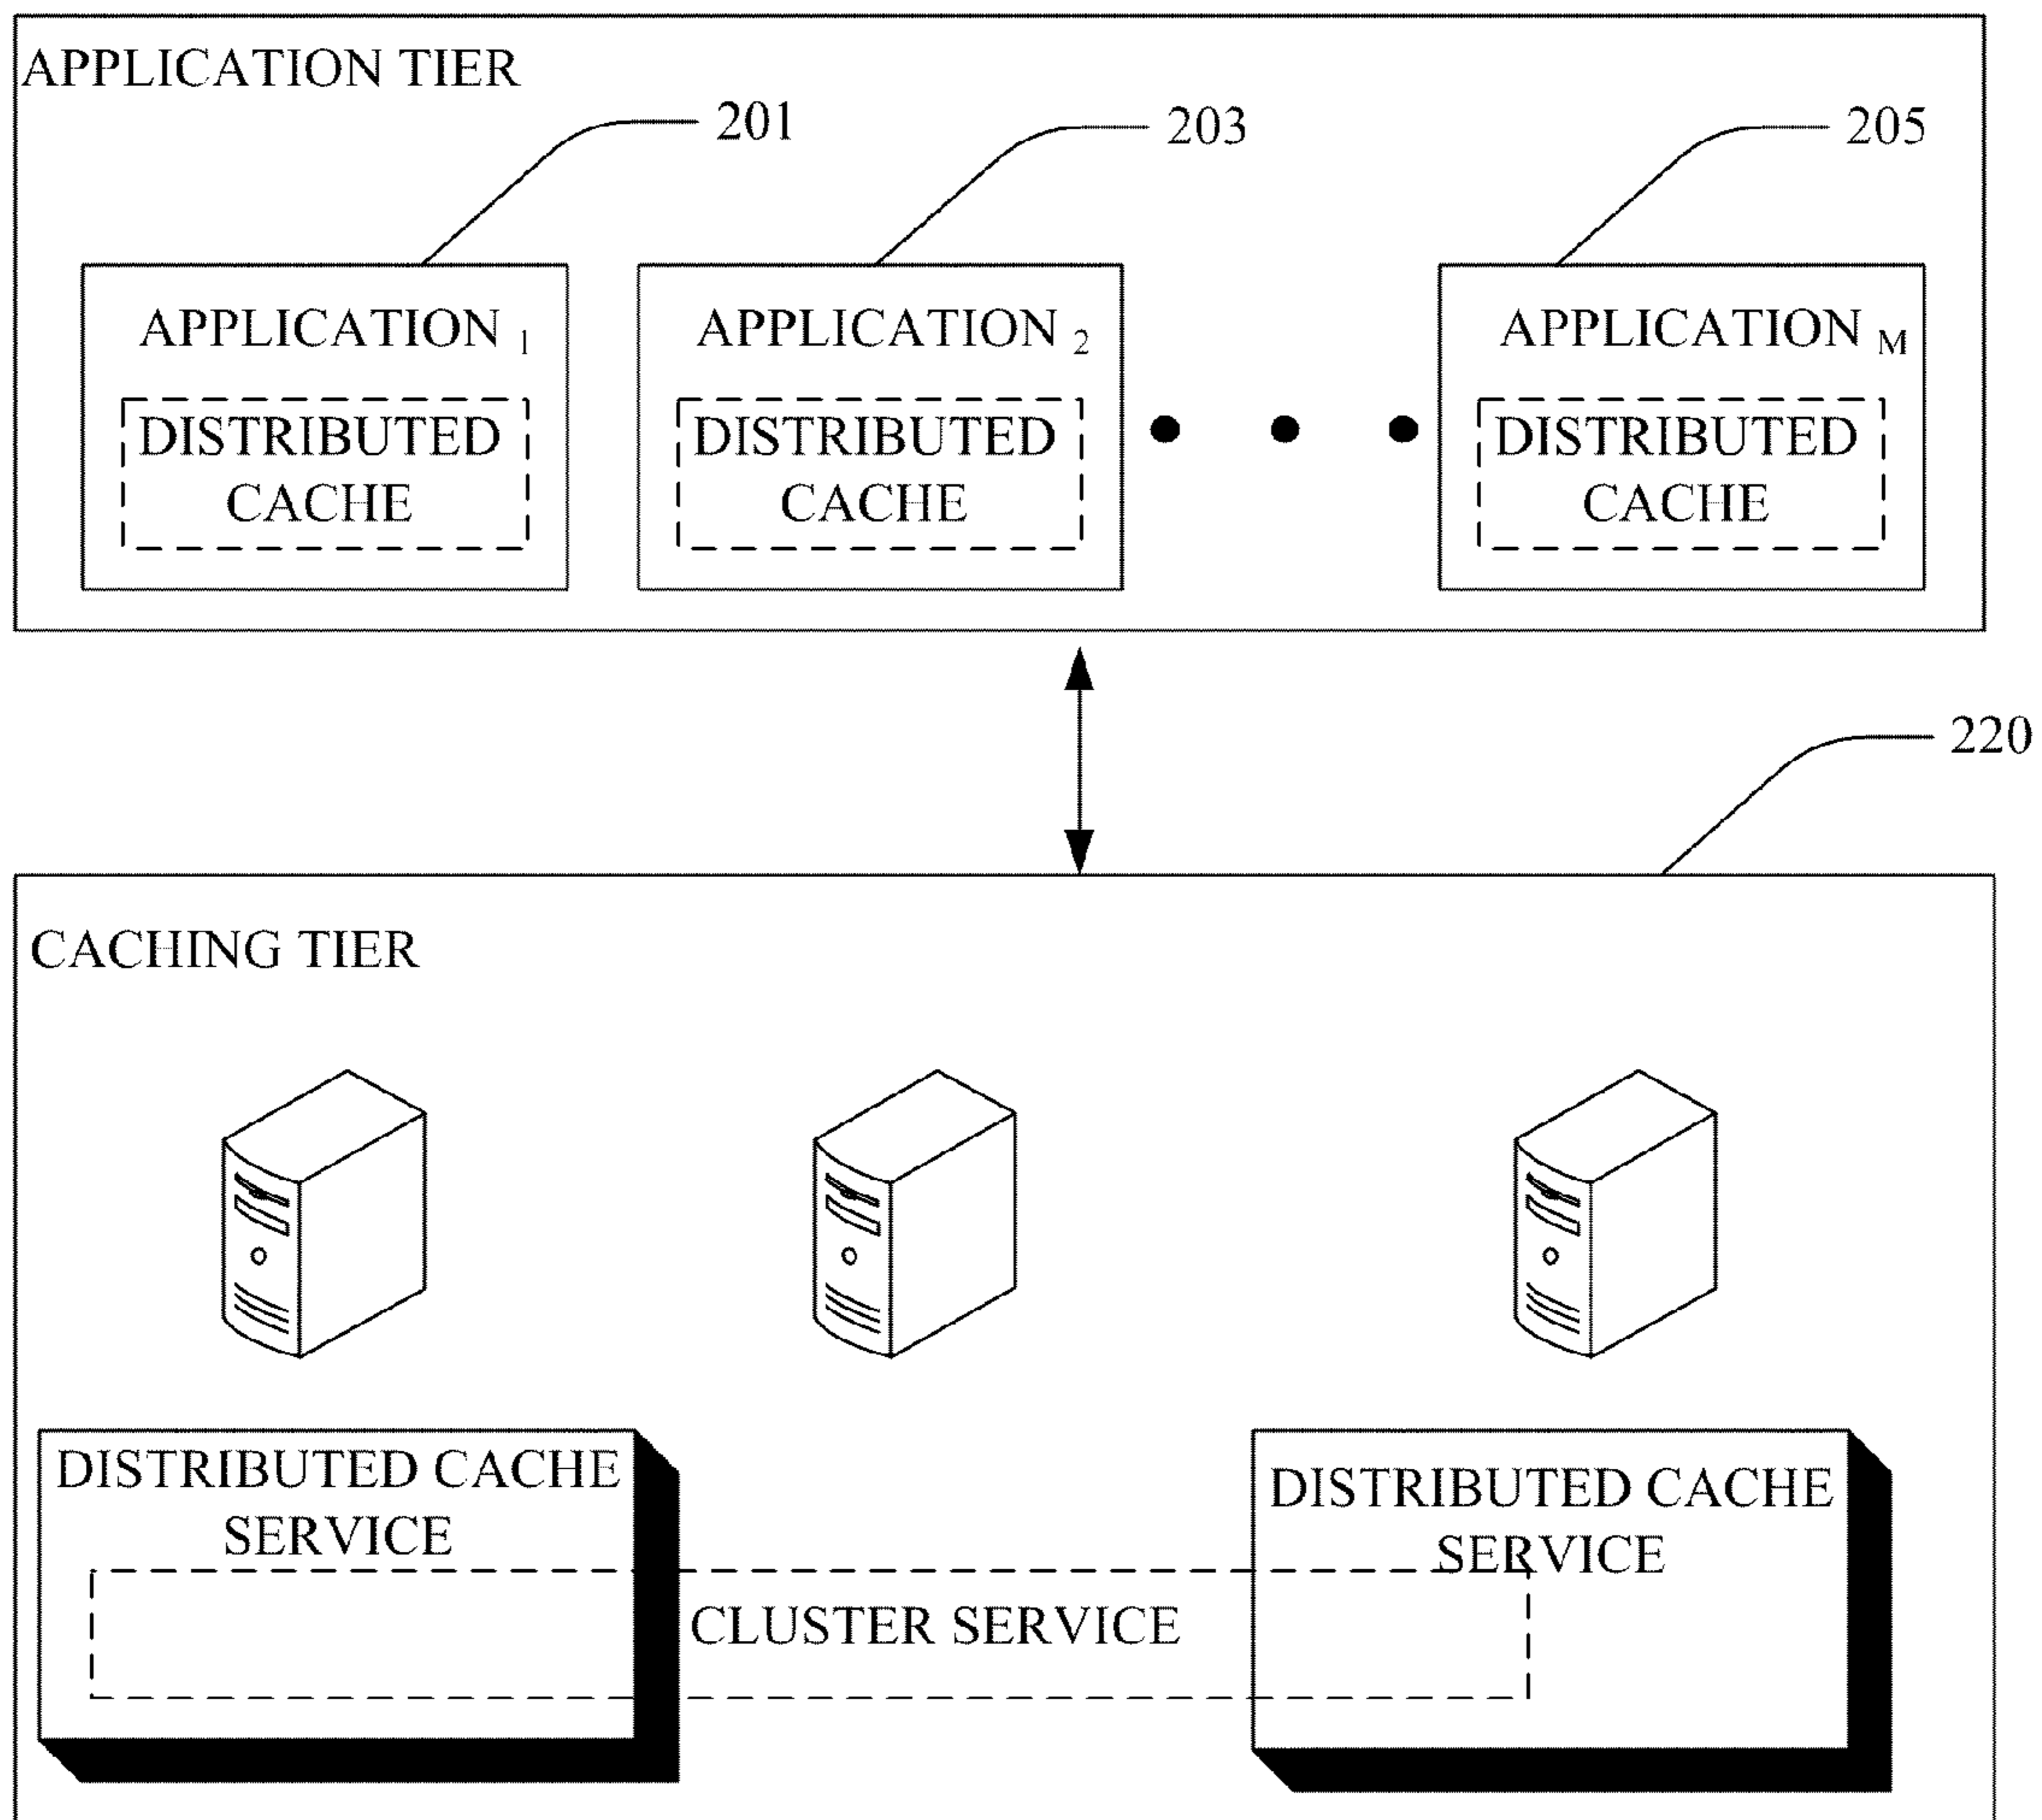 APPLICATION TIER
201
203
205
APPLICATION 1
APPLICATION 2
APPLICATION M
DISTRIBUTED
CACHE
DISTRIBUTED
CACHE
DISTRIBUTED
CACHE
220
CACHING TIER
DISTRIBUTED CACHE
SERVICE
DISTRIBUTED CACHE
SERVICE
CLUSTER SERVICE